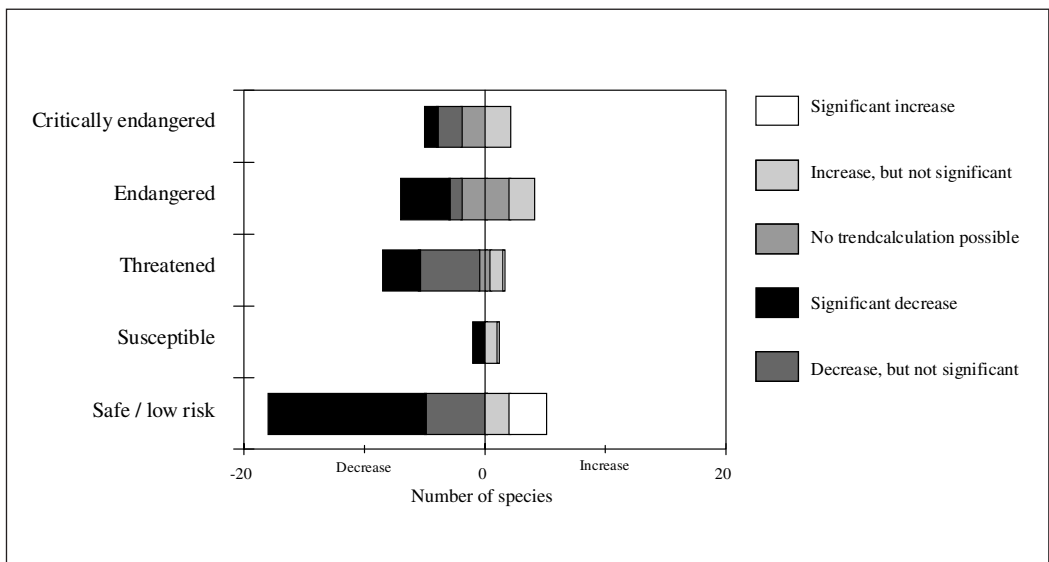 Critically endangered
Endangered
Threatened
Susceptible
Safe / low risk
-20
Decrease
0
Increase
20
Number of species
Significant increase
Increase, but not significant
No trendcalculation possible
Significant decrease
Decrease, but not significant